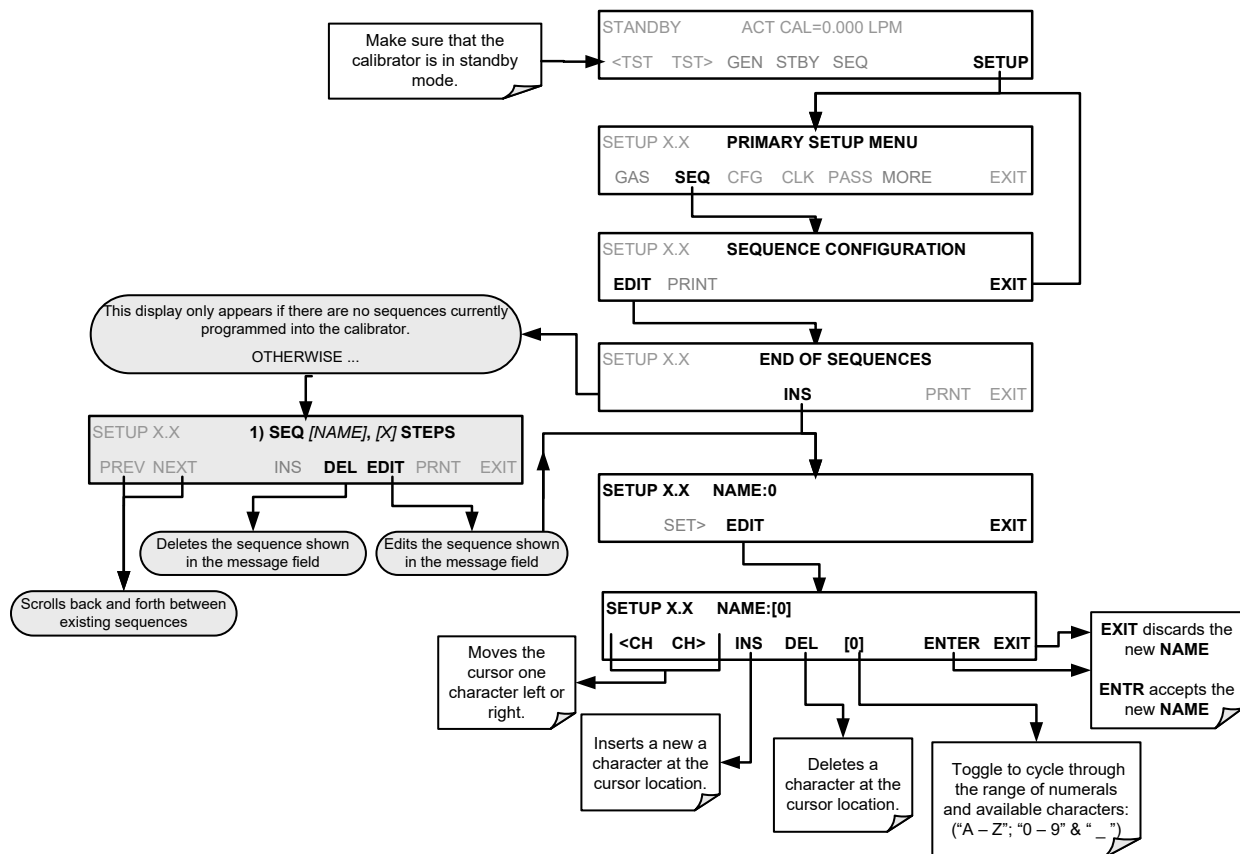 Make sure that the
calibrator is in standby
mode.
STANDBY ACT CAL=0.000 LPM
<TST TST> GEN STBY SEQ SETUP
SETUP X.X PRIMARY SETUP MENU
GAS SEQ CFG CLK PASS MORE EXIT
SETUP X.X SEQUENCE CONFIGURATION
EDIT PRINT EXIT
This display only appears if there are no sequences currently
programmed into the calibrator.
OTHERWISE ...
SETUP X.X END OF SEQUENCES
INS PRNT EXIT
SETUP X.X 1) SEQ [NAME], [X] STEPS
PREV NEXT INS DEL EDIT PRNT EXIT
Deletes the sequence shown
in the message field
Edits the sequence shown
in the message field
Scrolls back and forth between
existing sequences
SETUP X.X NAME:0
SET> EDIT EXIT
SETUP X.X NAME:[0]
<CH CH> INS DEL [0] ENTER EXIT
EXIT discards the
new NAME
ENTR accepts the
new NAME
Moves the
cursor one
character left or
right.
Inserts a new a
character at the
cursor location.
Deletes a
character at the
cursor location.
Toggle to cycle through
the range of numerals
and available characters:
(“A – Z”; “0 – 9” & “ _ ”)